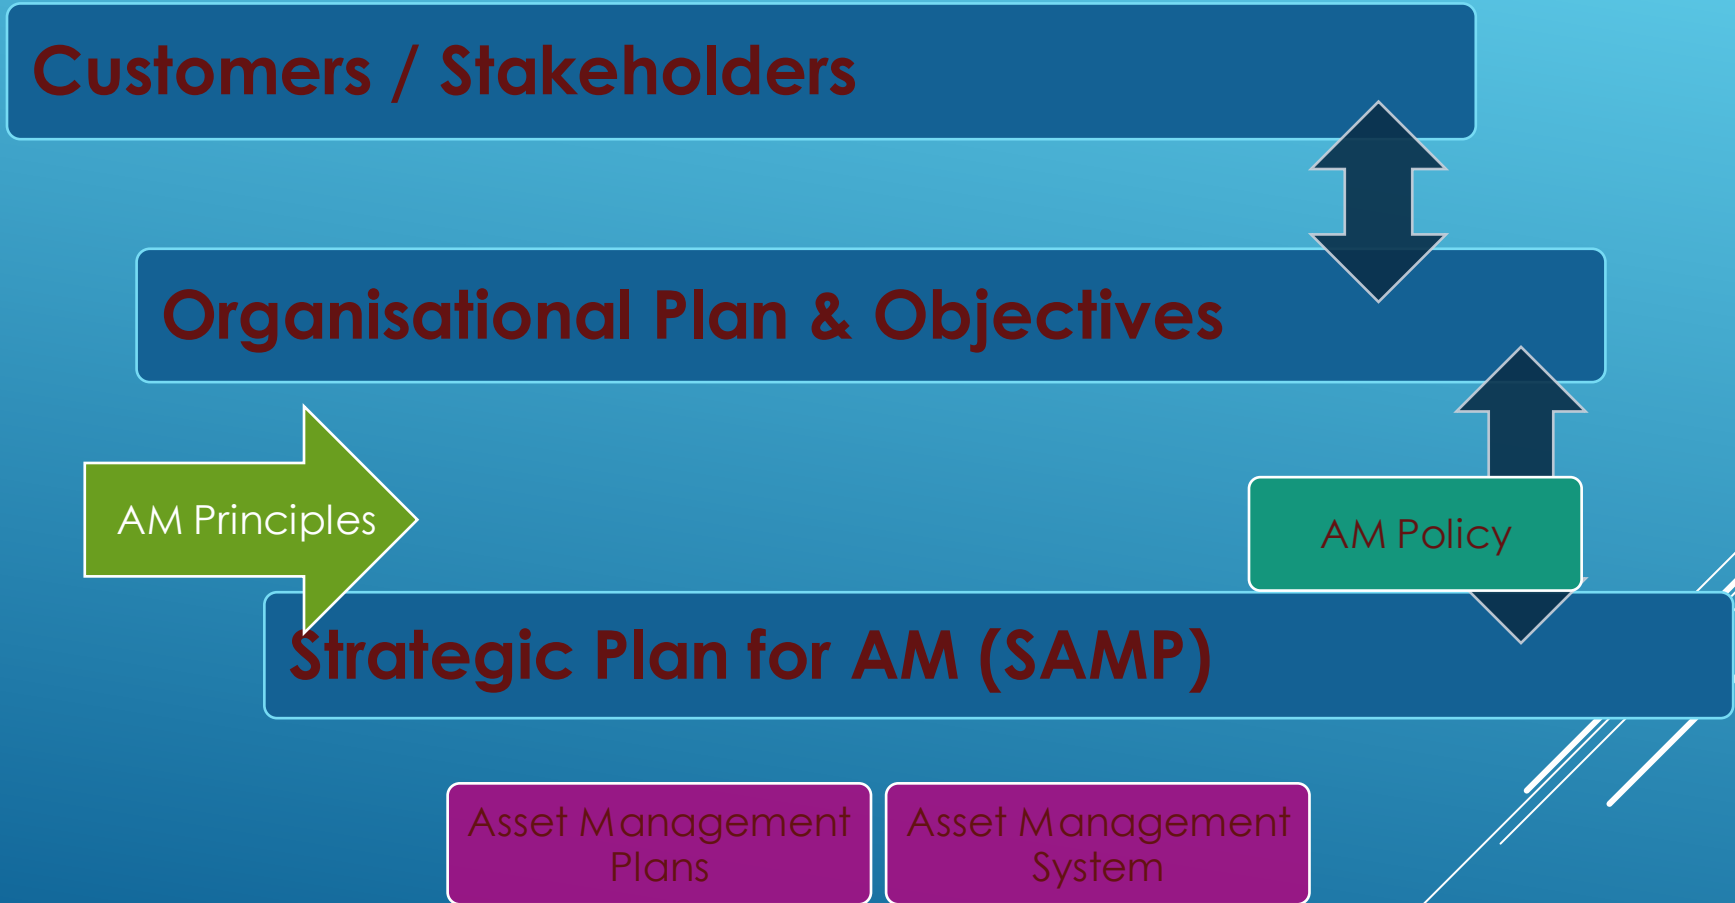 Customers / Stakeholders
Organisational Plan & Objectives
AM Principles
AM Policy
Strategic Plan for AM (SAMP)
Asset Management
Plans
Asset Management
System